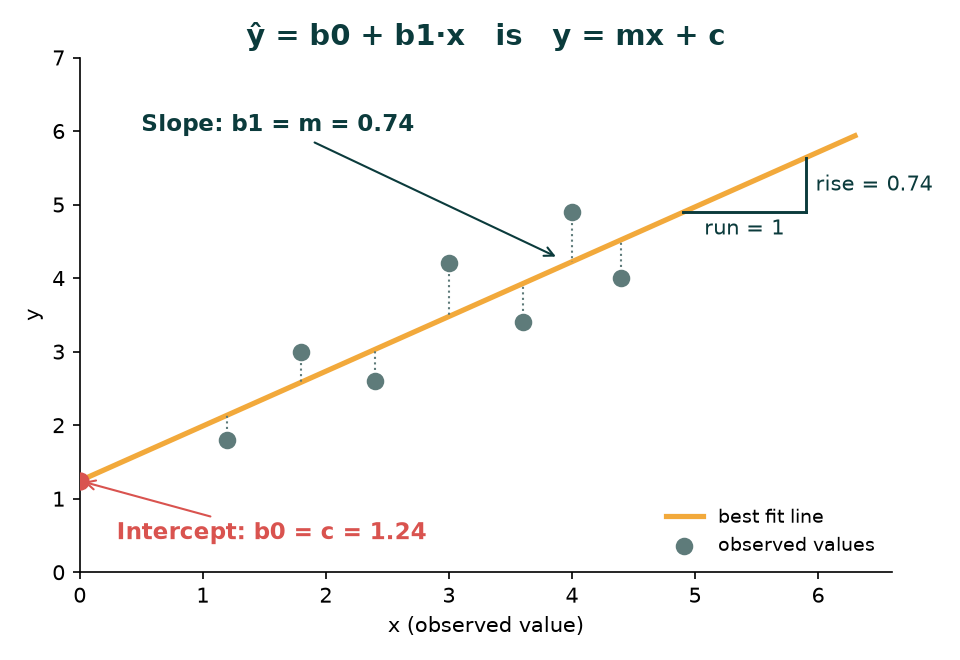 ŷ = b0 + b1·x   is   y = mx + c
7
Slope: b1 = m = 0.74
6
rise = 0.74
5
run = 1
4
y
3
2
1
Intercept: b0 = c = 1.24
best fit line
observed values
0
0 1 2 3 4 5 6
x (observed value)